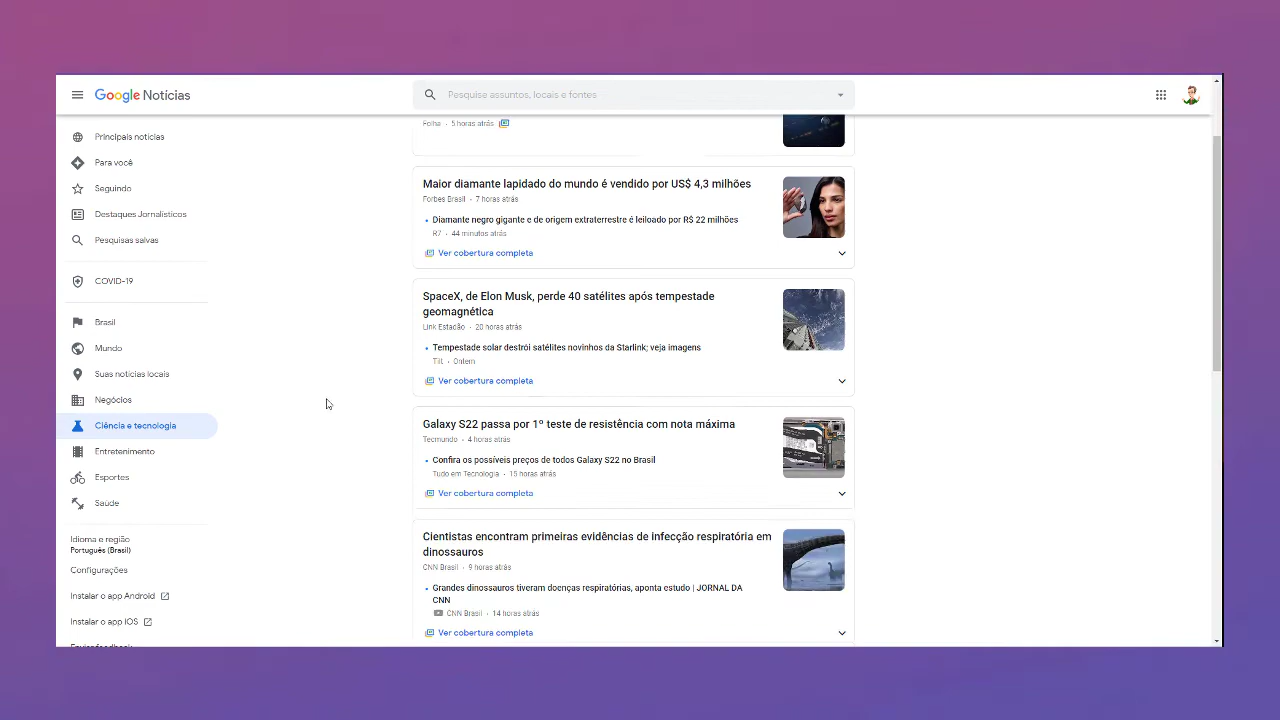 Google Notícias
Pesquise assuntos, locais e fontes
Principais notícias
Para você
Seguindo
Destaques Jornalísticos
Pesquisas salvas
COVID-19
Brasil
Mundo
Suas notícias locais
Negócios
Ciência e tecnologia
Entretenimento
Esportes
Saúde
Idioma e região
Português (Brasil)
Configurações
Instalar o app Android
Instalar o app iOS
Enviar feedback
Folha • 5 horas atrás
Maior diamante lapidado do mundo é vendido por US$ 4,3 milhões
Forbes Brasil • 7 horas atrás
• Diamante negro gigante e de origem extraterrestre é leiloado por R$ 22 milhões
R7 • 44 minutos atrás
Ver cobertura completa
SpaceX, de Elon Musk, perde 40 satélites após tempestade
geomagnética
Link Estadão • 20 horas atrás
• Tempestade solar destrói satélites novinhos da Starlink; veja imagens
Tilt • Ontem
Ver cobertura completa
Galaxy S22 passa por 1º teste de resistência com nota máxima
Tecmundo • 4 horas atrás
• Confira os possíveis preços de todos Galaxy S22 no Brasil
Tudo em Tecnologia • 15 horas atrás
Ver cobertura completa
Cientistas encontram primeiras evidências de infecção respiratória em
dinossauros
CNN Brasil • 9 horas atrás
• Grandes dinossauros tiveram doenças respiratórias, aponta estudo | JORNAL DA
CNN
CNN Brasil • 14 horas atrás
Ver cobertura completa